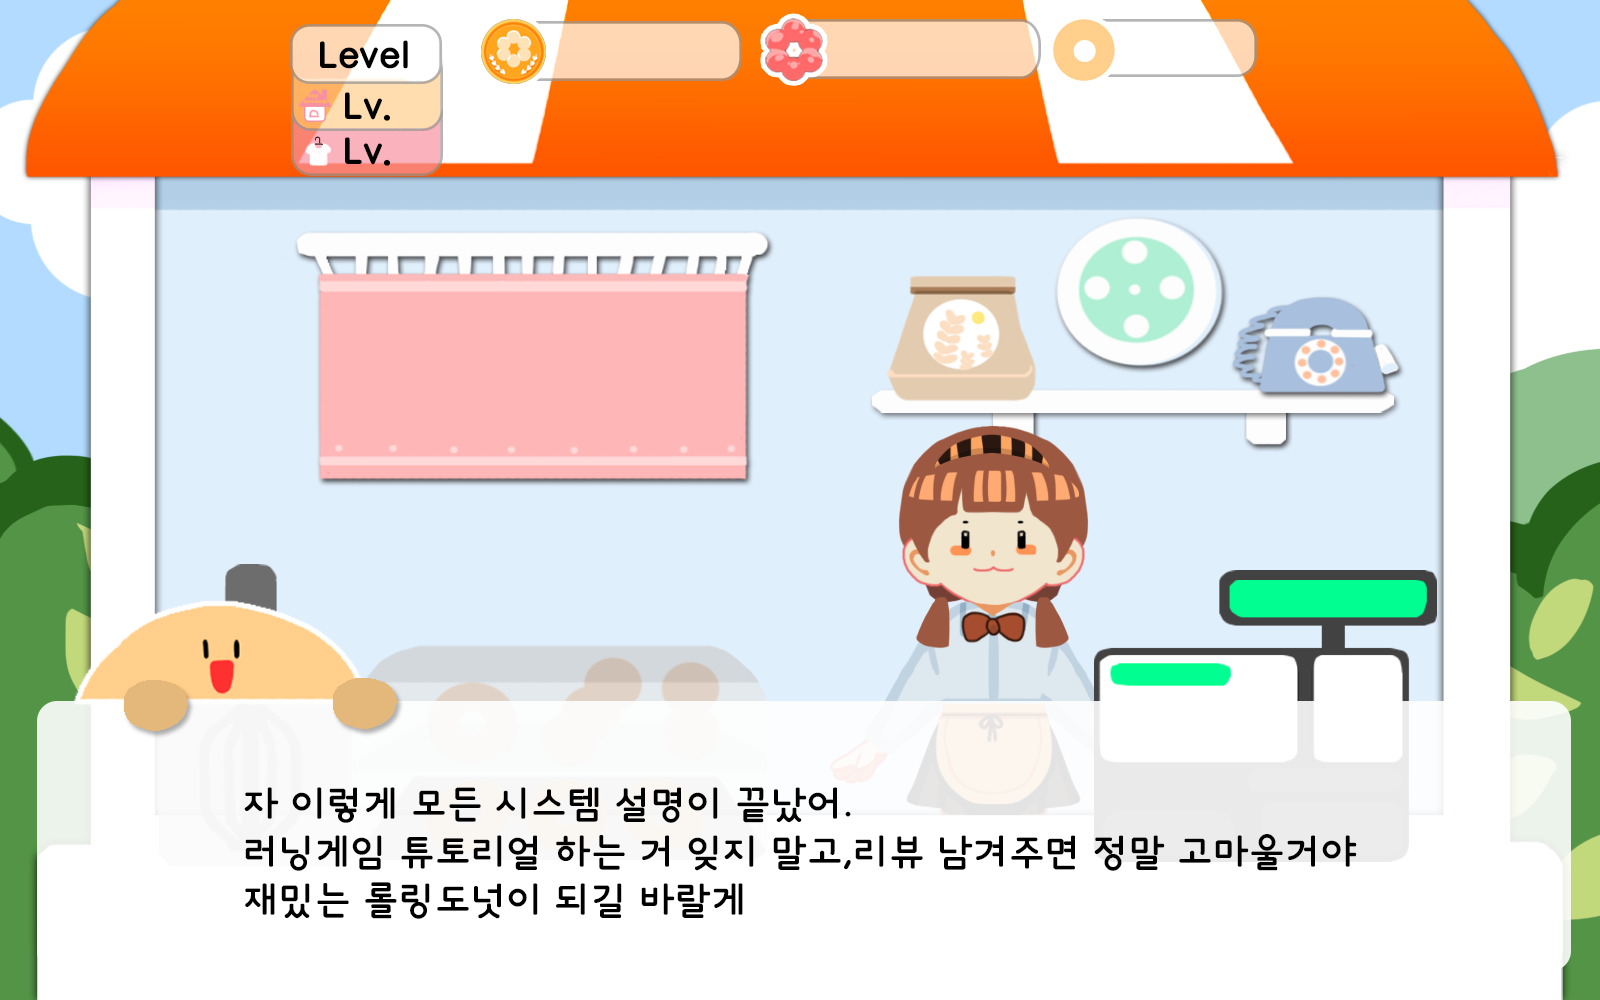 Level
Lv.
Lv.
자 이렇게 모든 시스템 설명이 끝났어.
러닝게임 튜토리얼 하는 거 잊지 말고,리뷰 남겨주면 정말 고마울거야
재밌는 롤링도넛이 되길 바랄게